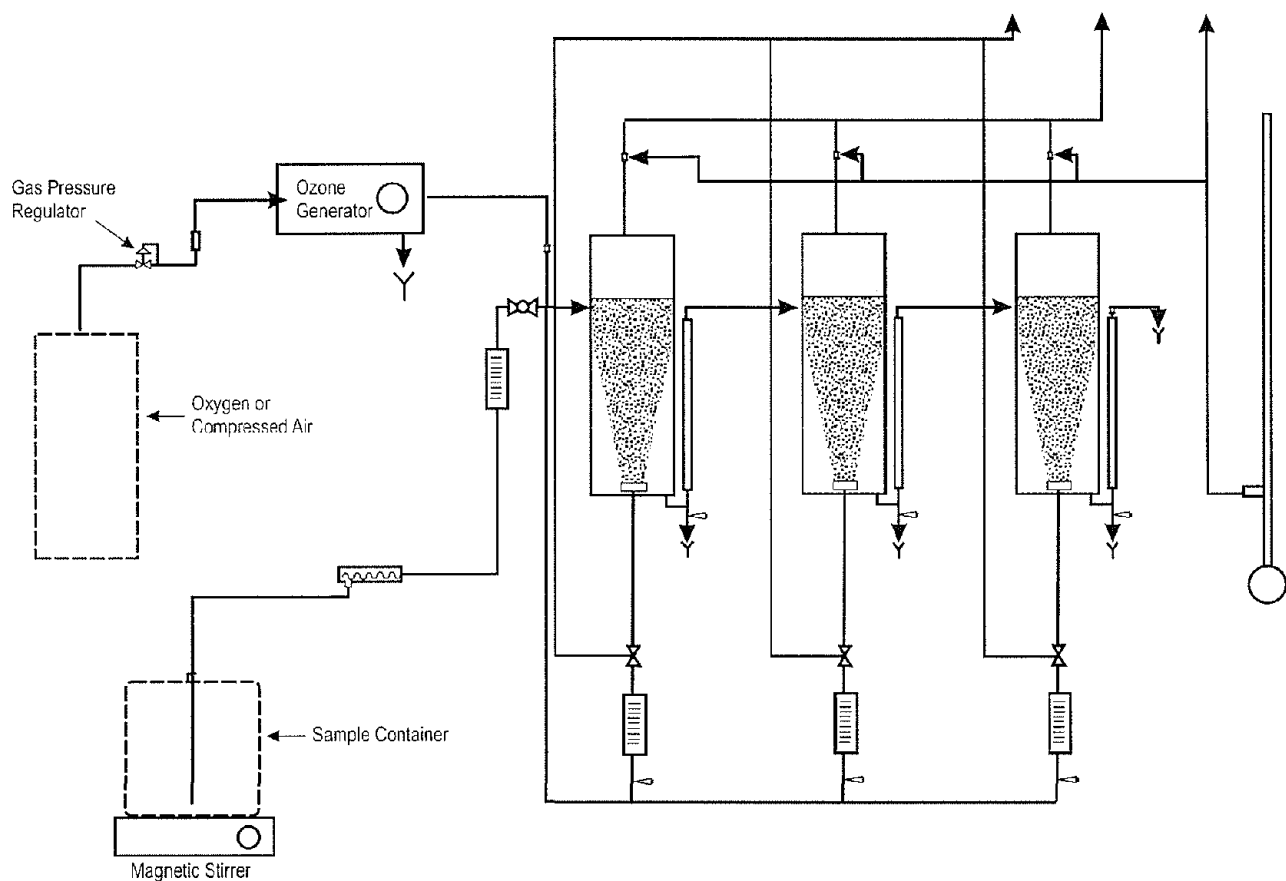 Gas Pressure
Regulator
Ozone
Generator
Oxygen or
Compressed Air
Sample Container
Magnetic Stirrer